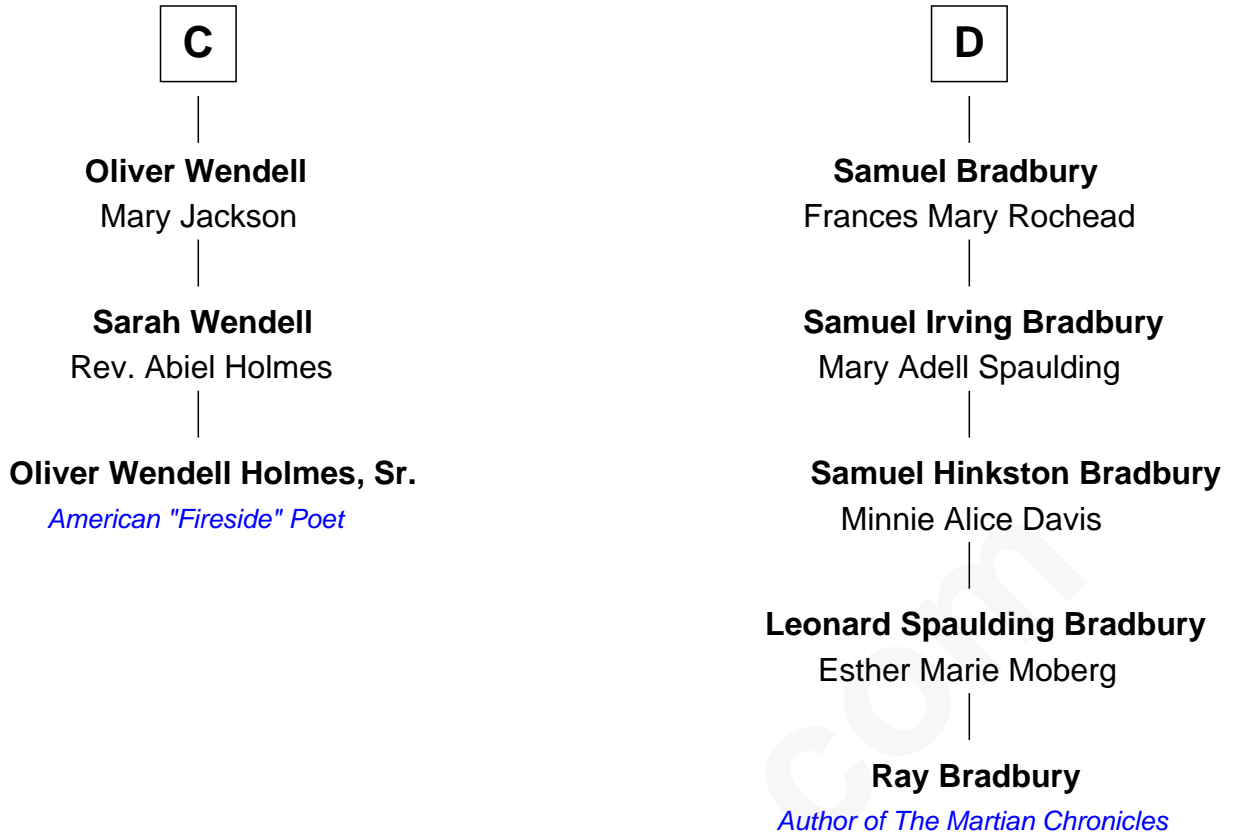 C
Oliver Wendell
Mary Jackson
Sarah Wendell
Rev. Abiel Holmes
Oliver Wendell Holmes, Sr.
American "Fireside" Poet
D
Samuel Bradbury
Frances Mary Rochead
Samuel Irving Bradbury
Mary Adell Spaulding
Samuel Hinkston Bradbury
Minnie Alice Davis
Leonard Spaulding Bradbury
Esther Marie Moberg
Ray Bradbury
Author of The Martian Chronicles
com